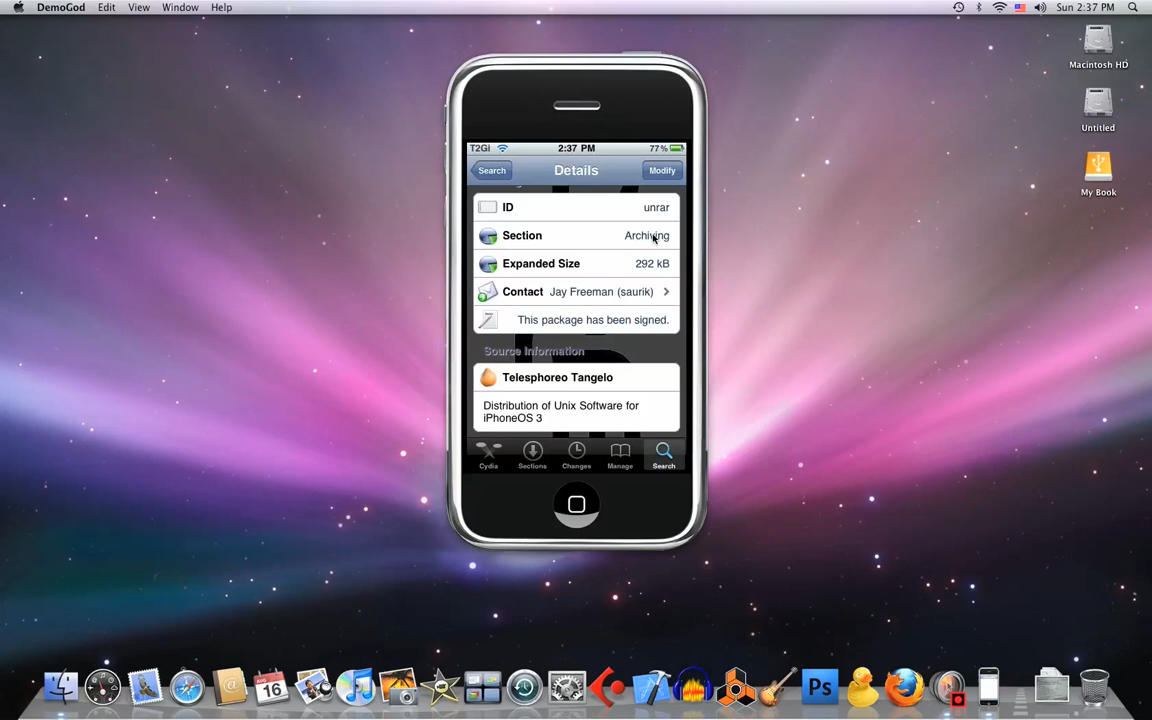 DemoGod Edit View Window Help
Sun 2:37 PM
Macintosh HD
Untitled
My Book
T2Gi 2:37 PM 77%
Search Details Modify
ID unrar
Section Archiving
Expanded Size 292 kB
Contact Jay Freeman (saurik)
This package has been signed.
Source Information
Telesphoreo Tangelo
Distribution of Unix Software for
iPhoneOS 3
Cydia Sections Changes Manage Search
AUG
16
Ps